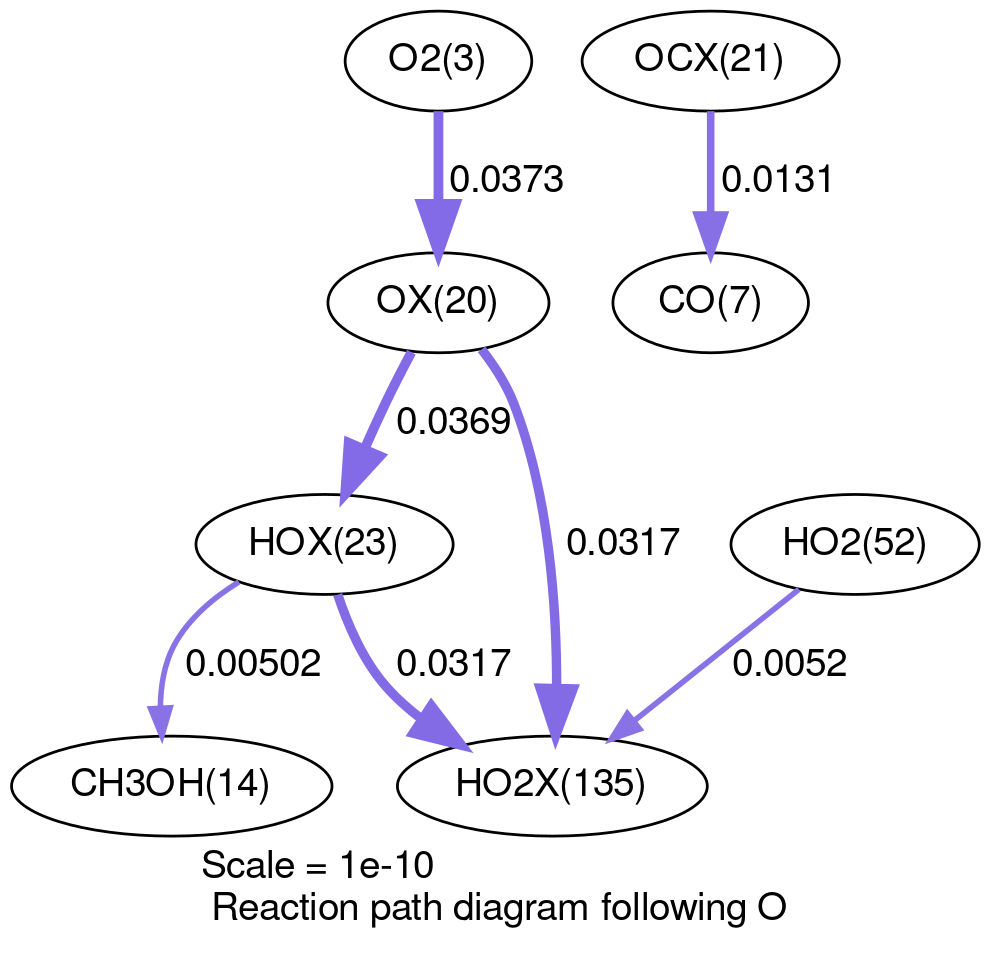 O2(3)
OCX(21)
0.0373
0.0131
OX(20)
CO(7)
0.0369
HOX(23)
0.0317
HO2(52)
0.00502
0.0317
0.0052
CH3OH(14)
HO2X(135)
Scale = 1e-10
Reaction path diagram following O